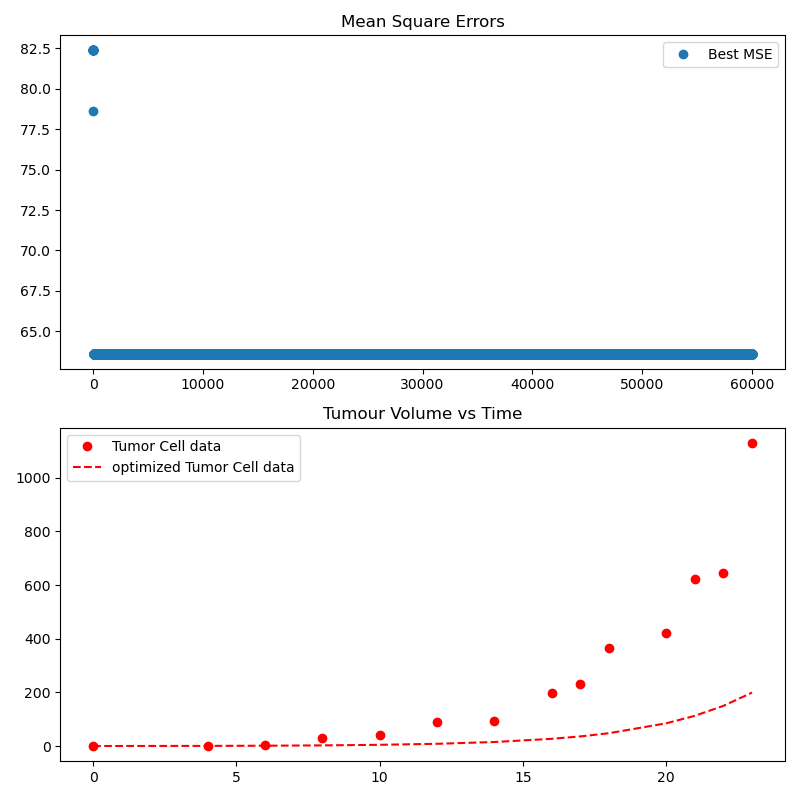 Mean Square Errors
Best MSE
82.5
80.0
77.5
75.0
72.5
70.0
67.5
65.0
0 10000 20000 30000 40000 50000 60000
Tumour Volume vs Time
Tumor Cell data
optimized Tumor Cell data
1000
800
600
400
200
0
0 5 10 15 20